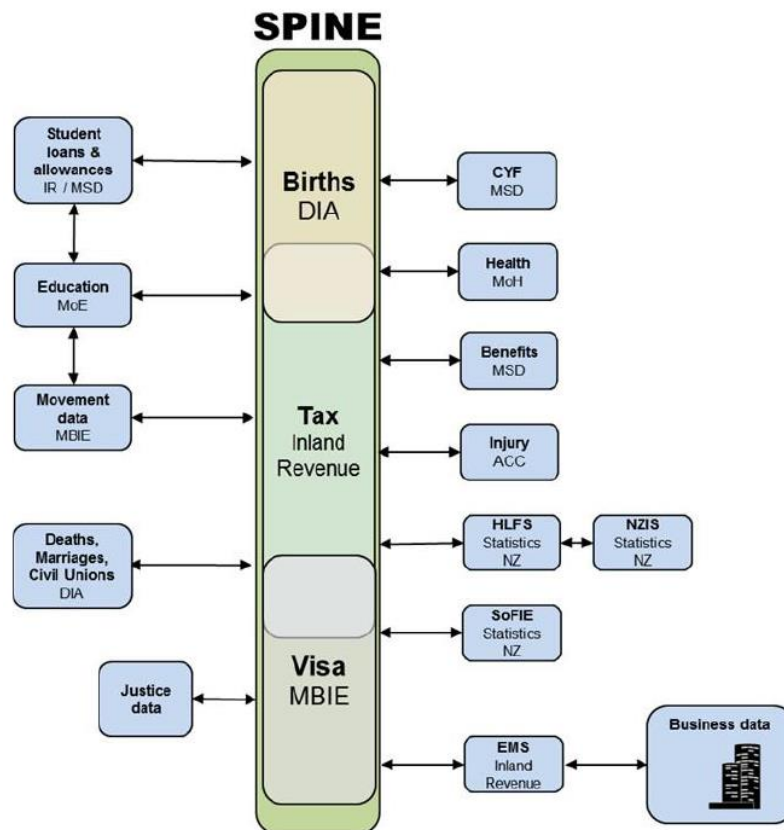 SPINE
Student
loans &
allowances
IR / MSD
Education
MoE
Movement
data
MBIE
Deaths,
Marriages,
Civil Unions
DIA
Justice
data
Births
DIA
Tax
Inland
Revenue
Visa
MBIE
CYF
MSD
Health
MoH
Benefits
MSD
Injury
ACC
HLFS
Statistics
NZ
NZIS
Statistics
NZ
SoFIE
Statistics
NZ
EMS
Inland
Revenue
Business data